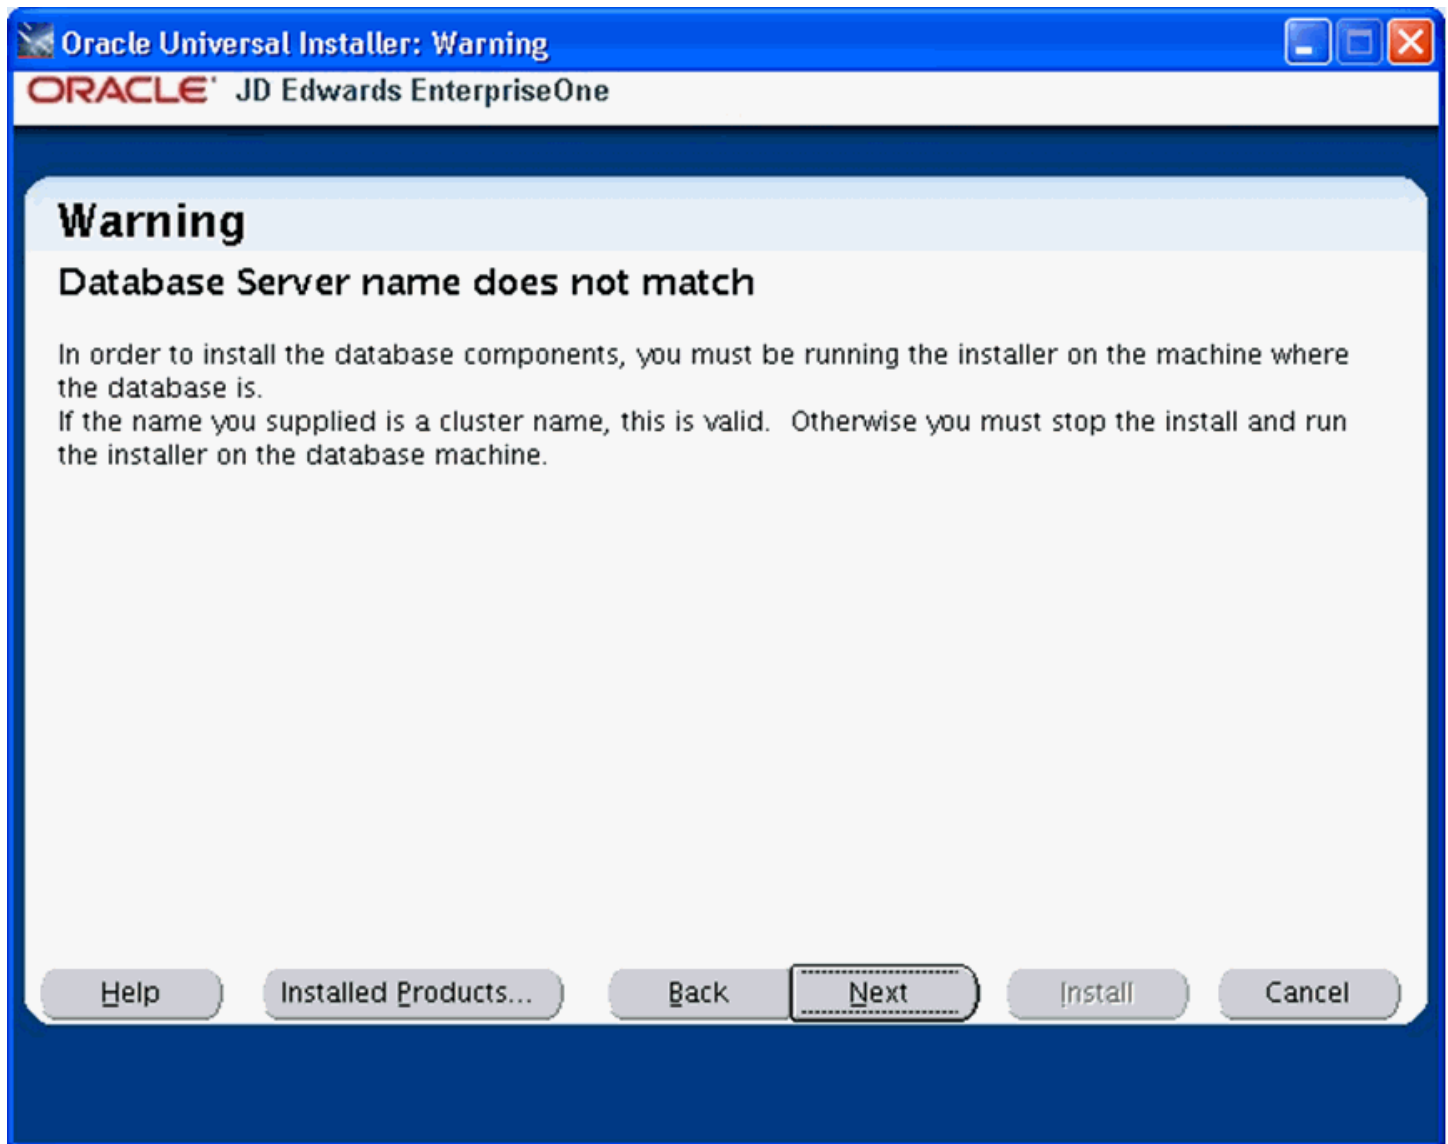 Oracle Universal Installer: Warning
ORACLE' JD Edwards EnterpriseOne
Warning
Database Server name does not match
In order to install the database components, you must be running the installer on the machine where
the database is.
If the name you supplied is a cluster name, this is valid.  Otherwise you must stop the install and run
the installer on the database machine.
Help Installed Products... Back Next Install Cancel